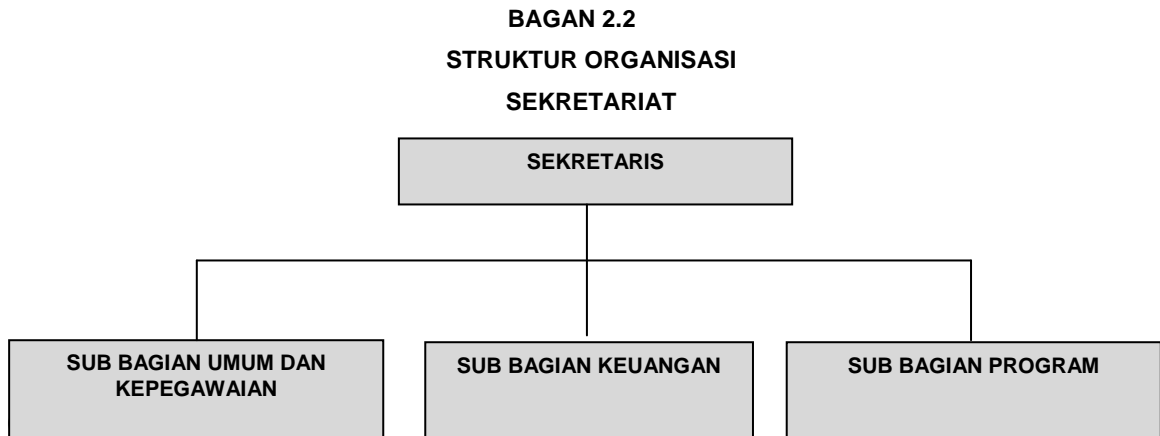 BAGAN 2.2
STRUKTUR ORGANISASI
SEKRETARIAT
SEKRETARIS
SUB BAGIAN UMUM DAN
KEPEGAWAIAN
SUB BAGIAN KEUANGAN
SUB BAGIAN PROGRAM